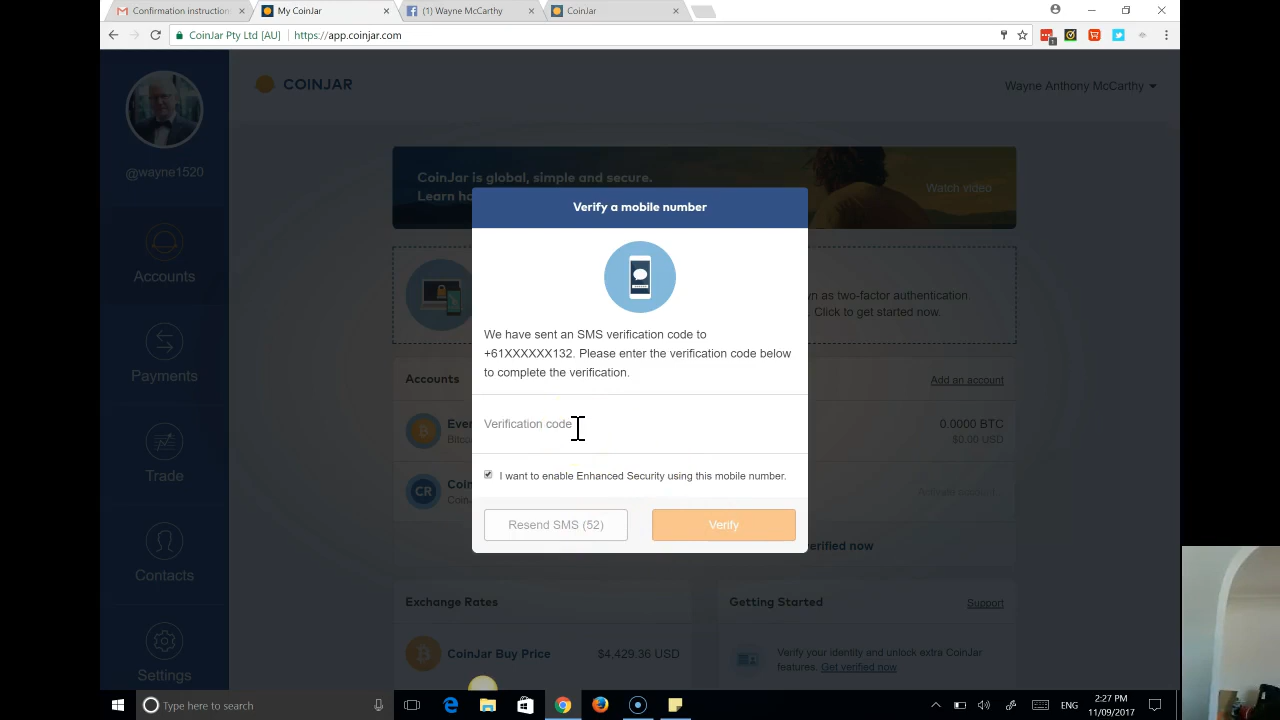 Confirmation instruction
My CoinJar
(1) Wayne McCarthy
CoinJar
CoinJar Pty Ltd [AU]
https://app.coinjar.com
1
COINJAR
Wayne Anthony McCarthy
@wayne1520
CoinJar is global, simple and secure.
Watch video
Verify a mobile number
Accounts
Payments
Trade
Contacts
Settings
We have sent an SMS verification code to
+61XXXXXX132. Please enter the verification code below
to complete the verification.
Verification code
I want to enable Enhanced Security using this mobile number.
Resend SMS (52)
Verify
as two-factor authentication
. Click to get started now.
Accounts
Add an account
0.0000 BTC
$0.00 USD
CR
verified now
Exchange Rates
CoinJar Buy Price
$4,429.36 USD
Getting Started
Support
Verify your identity and unlock extra CoinJar
features. Get verified now
Type here to search
ENG
2:27 PM
11/09/2017